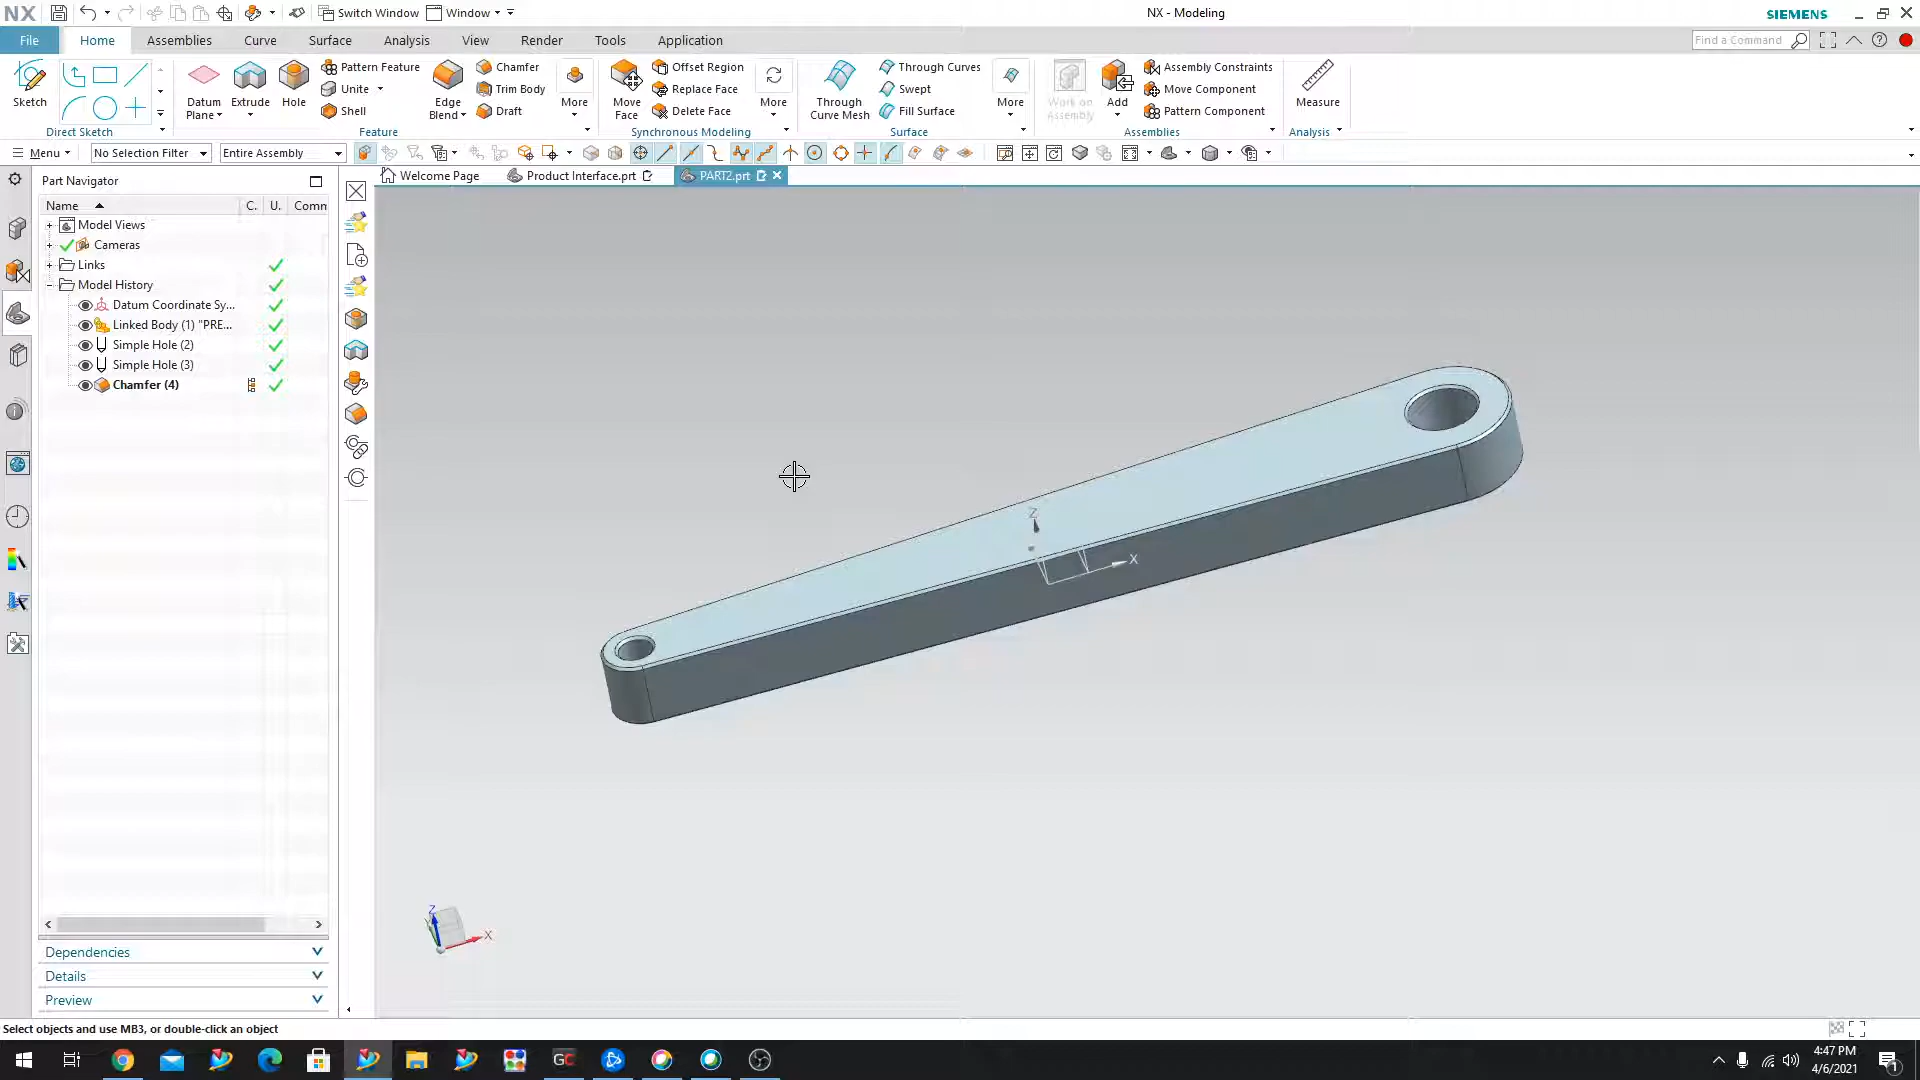 NX Switch Window Window NX - Modeling SIEMENS
File Home Assemblies Curve Surface Analysis View Render Tools Application Find a Command
Sketch
Direct Sketch
Datum Plane
Extrude
Hole
Pattern Feature
Unite
Shell
Edge Blend
Chamfer
Trim Body
Draft
More
Feature
Move Face
Offset Region
Replace Face
Delete Face
More
Synchronous Modeling
Through Curve Mesh
Through Curves
Swept
Fill Surface
More
Surface
Work on Assembly
Add
Assembly Constraints
Move Component
Pattern Component
Assemblies
Measure
Analysis
Menu No Selection Filter Entire Assembly
Part Navigator
Welcome Page Product Interface.prt PART2.prt
Name C. U. Comm
Model Views
Cameras
Links
Model History
Datum Coordinate Sy...
Linked Body (1) "PRE...
Simple Hole (2)
Simple Hole (3)
Chamfer (4)
Z
X
Z
X
Dependencies
Details
Preview
Select objects and use MB3, or double-click an object
GC
4:47 PM
4/6/2021
1